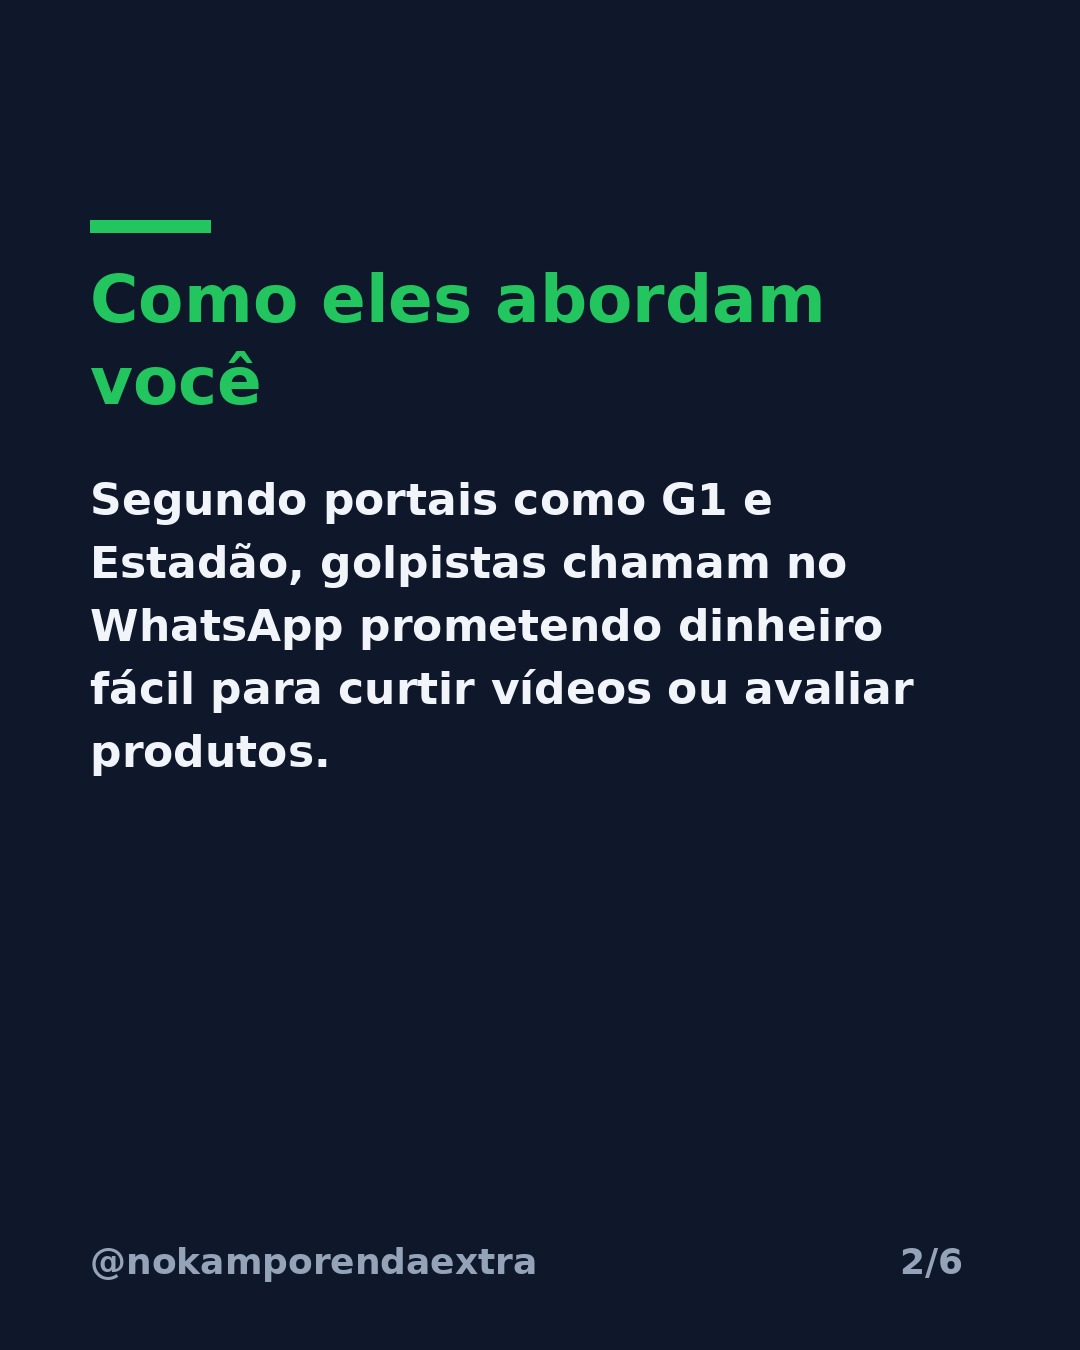 Como eles abordam
você
Segundo portais como G1 e
Estadão, golpistas chamam no
WhatsApp prometendo dinheiro
fácil para curtir vídeos ou avaliar
produtos.
@nokamporendaextra
2/6